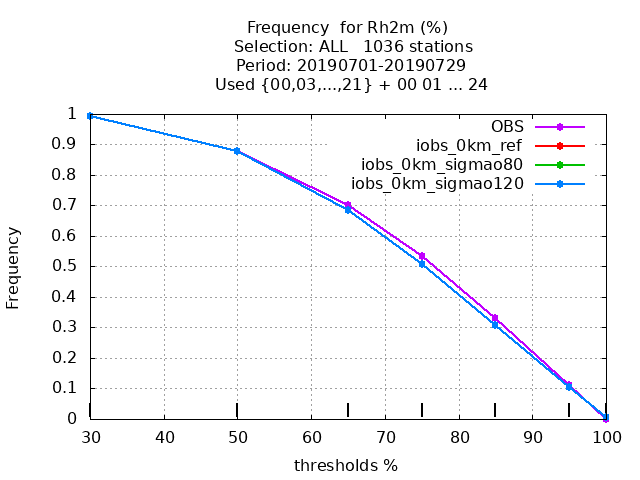 Frequency  for Rh2m (%)
Selection: ALL   1036 stations
Period: 20190701-20190729
Used {00,03,...,21} + 00 01 ... 24
OBS
iobs_0km_ref
iobs_0km_sigmao80
iobs_0km_sigmao120
1
0.9
0.8
0.7
0.6
0.5
0.4
0.3
0.2
0.1
0
Frequency
30 40 50 60 70 80 90 100
thresholds %